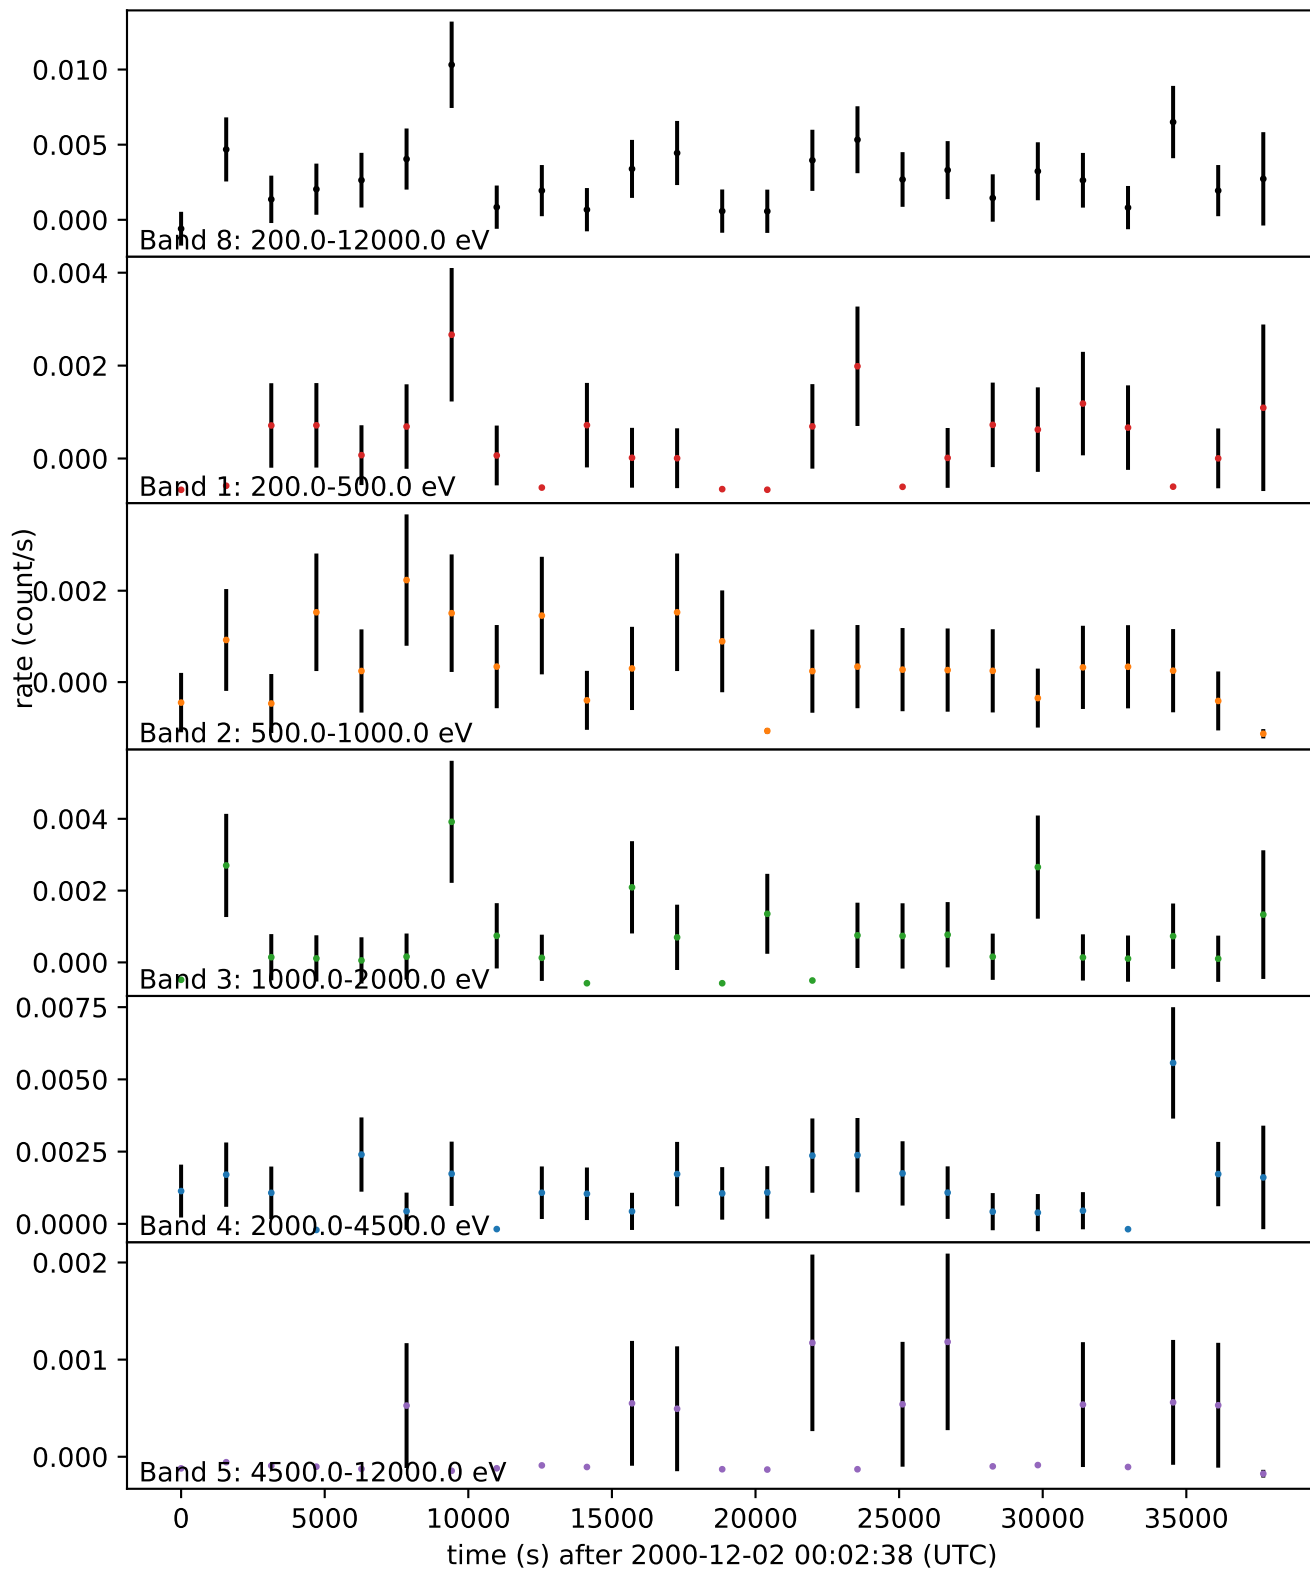 0.010
0.005
0.000
Band 8: 200.0-12000.0 eV
0.004
0.002
0.000
Band 1: 200.0-500.0 eV
rate (count/s)
0.002
0.000
Band 2: 500.0-1000.0 eV
0.004
0.002
0.000
Band 3: 1000.0-2000.0 eV
0.0075
0.0050
0.0025
0.0000
Band 4: 2000.0-4500.0 eV
0.002
0.001
0.000
Band 5: 4500.0-12000.0 eV
0 5000 10000 15000 20000 25000 30000 35000
time (s) after 2000-12-02 00:02:38 (UTC)